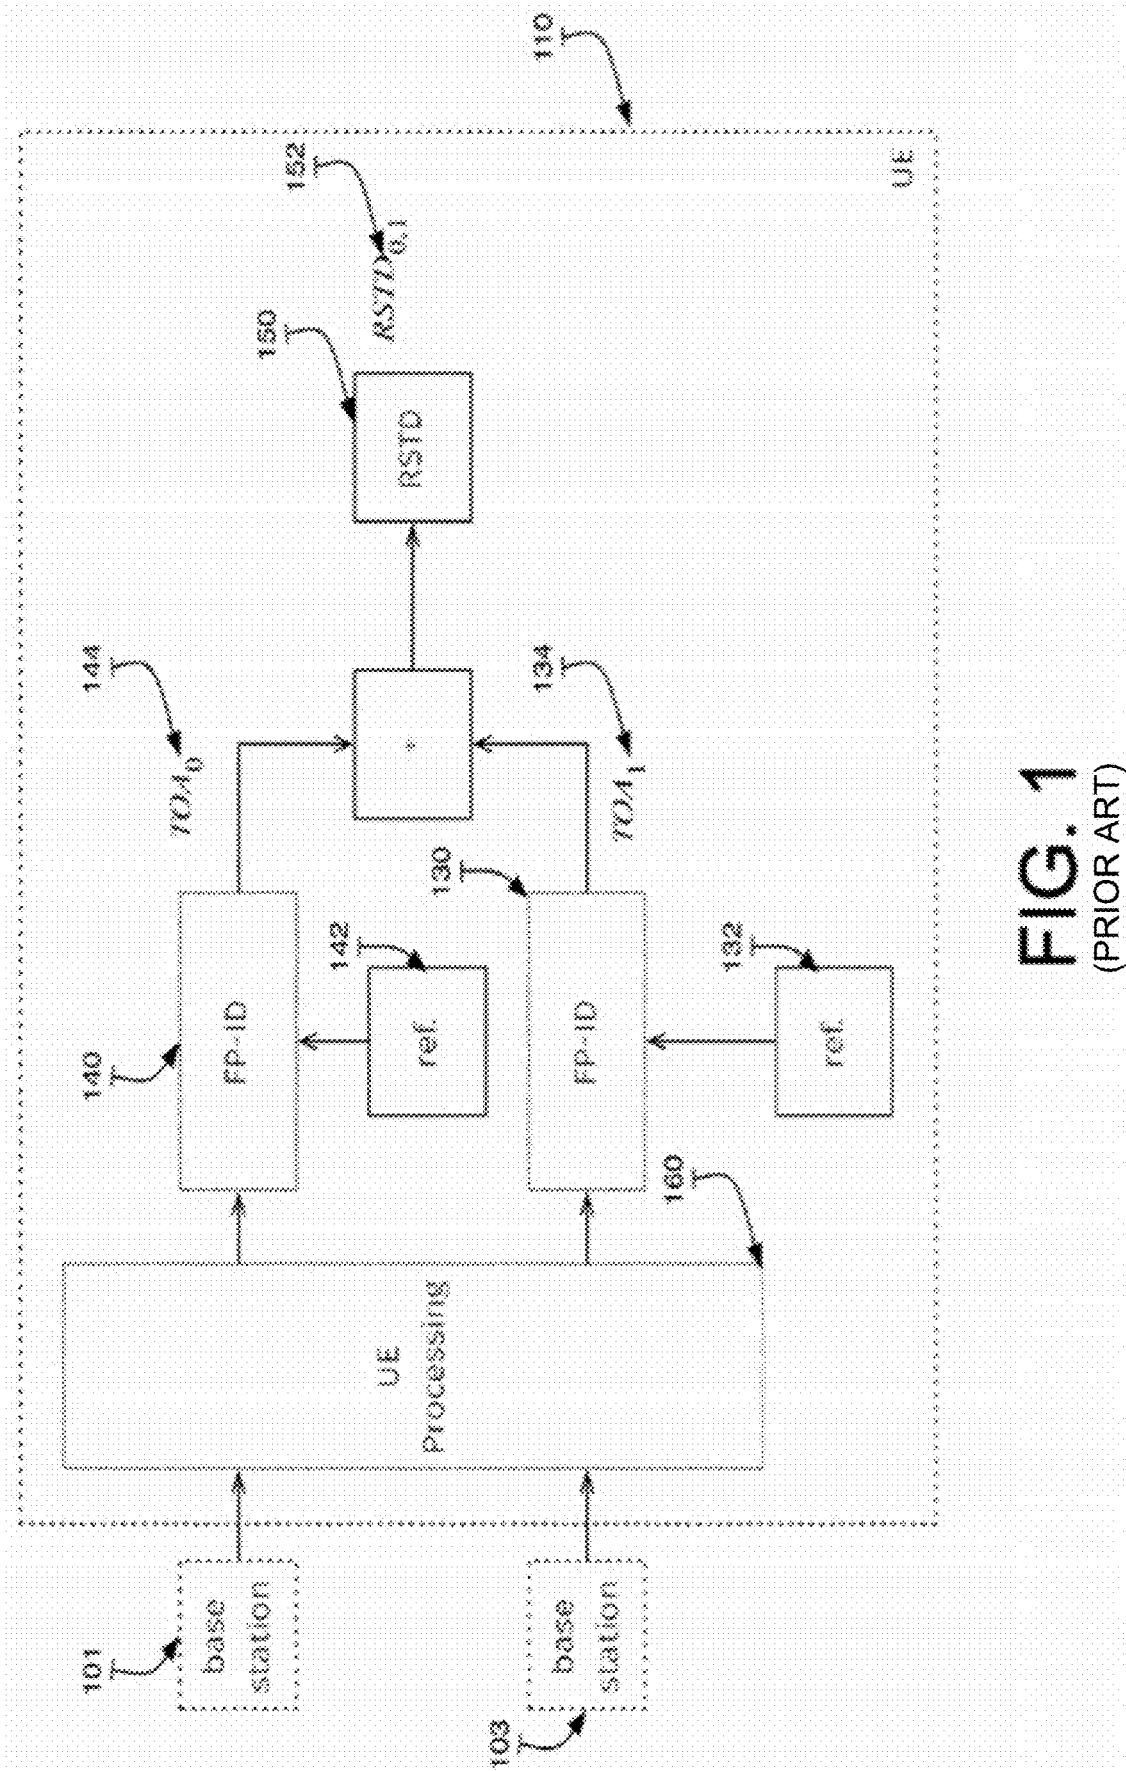 101
140
144
TOA0
base
station
FP-ID
150
152
142
RSTD0,1
UE
Processing
RSTD
ref.
130
103
134
110
base
station
FP-ID
TOA1
160
132
ref.
UE
FIG. 1
(PRIOR ART)